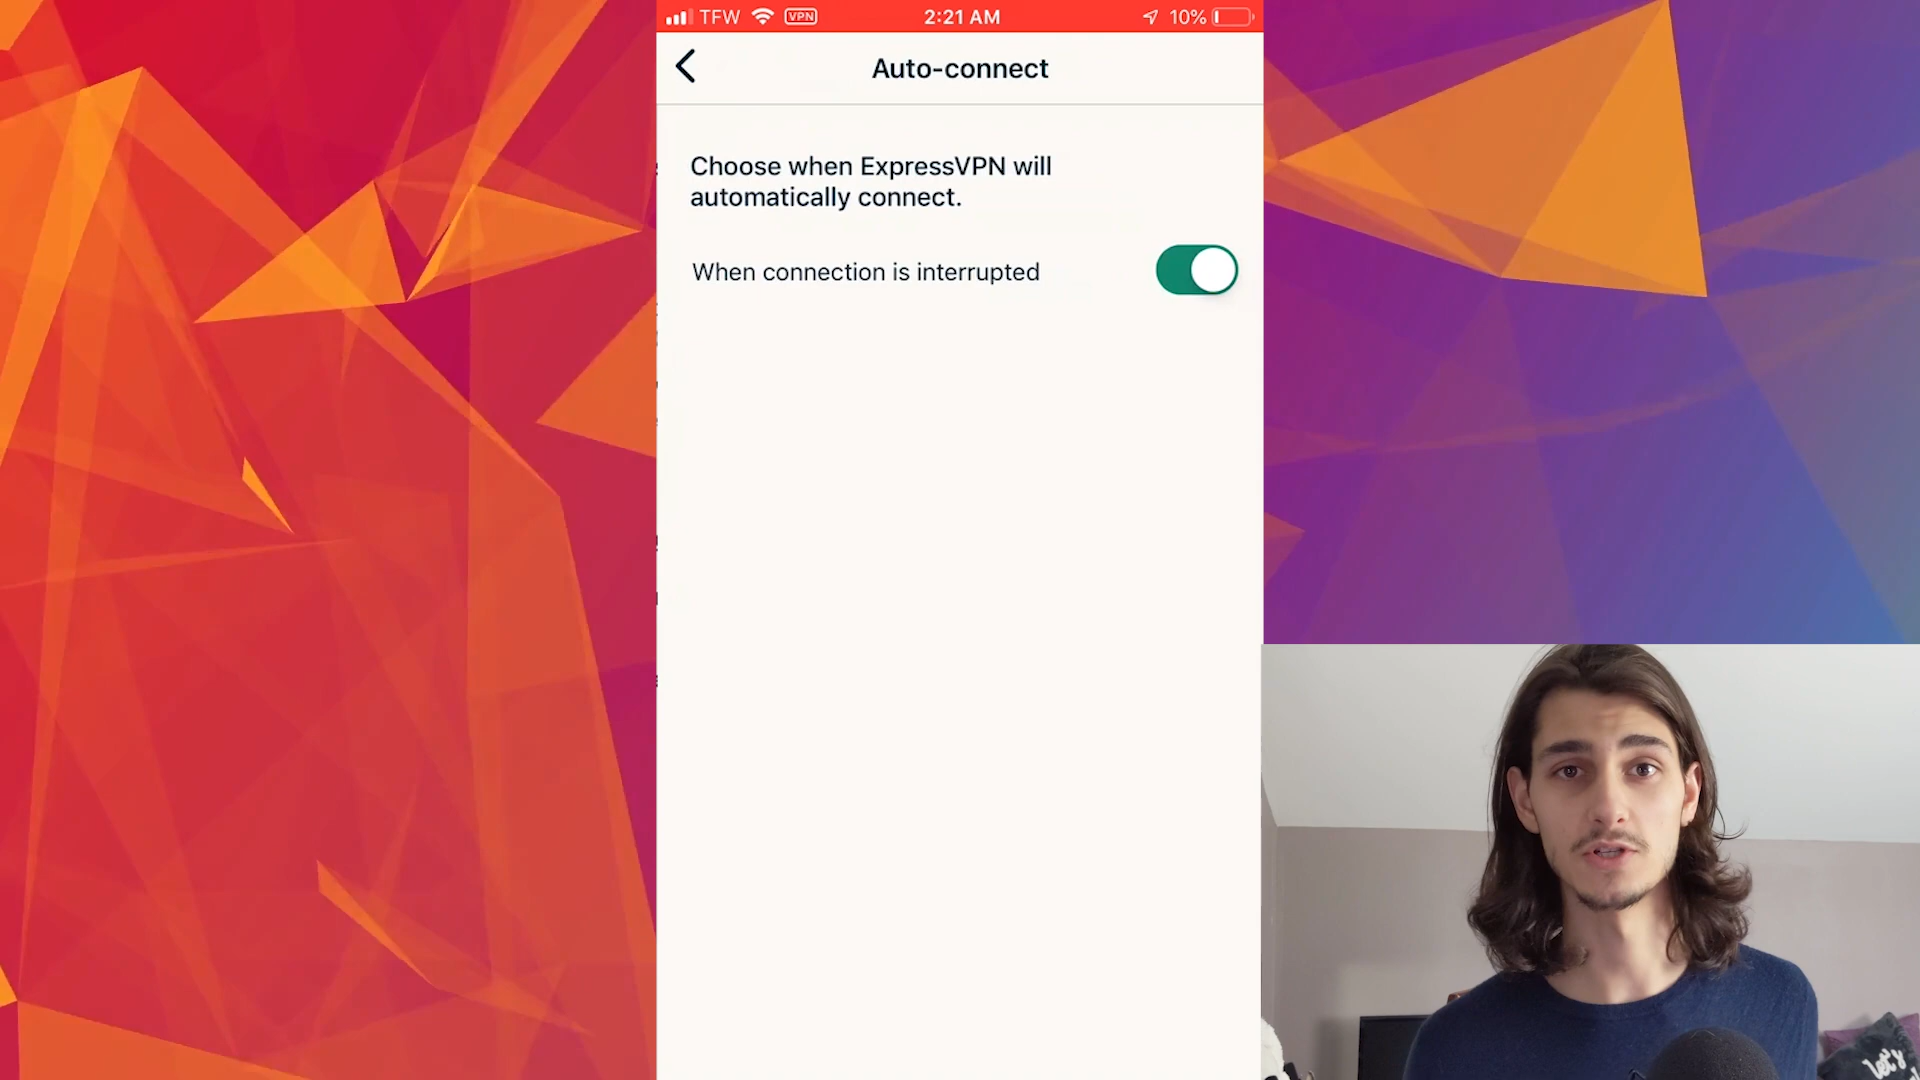 TFW VPN 2:21 AM 10%
Auto-connect
Choose when ExpressVPN will
automatically connect.
When connection is interrupted